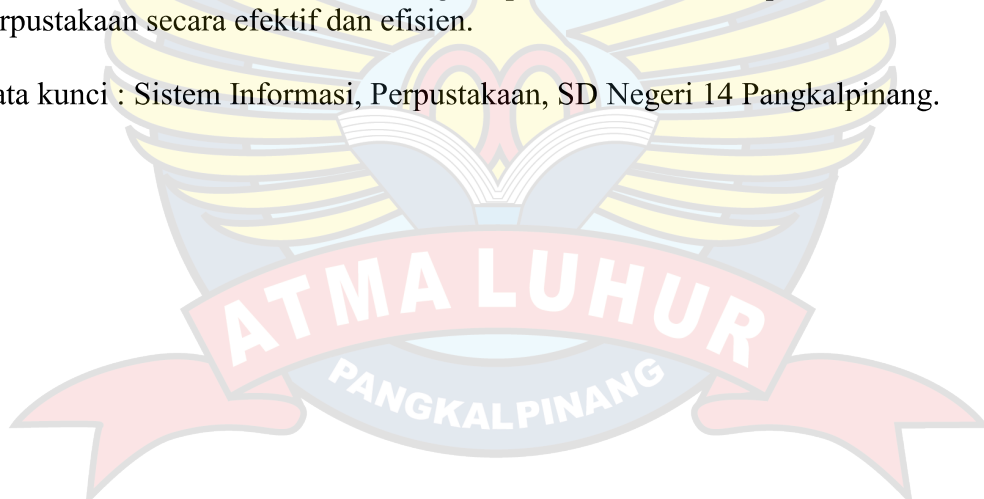 rpustakaan secara efektif dan efisien.
ata kunci : Sistem Informasi, Perpustakaan, SD Negeri 14 Pangkalpinang.
ATMA LUHUR
PANGKALPINANG